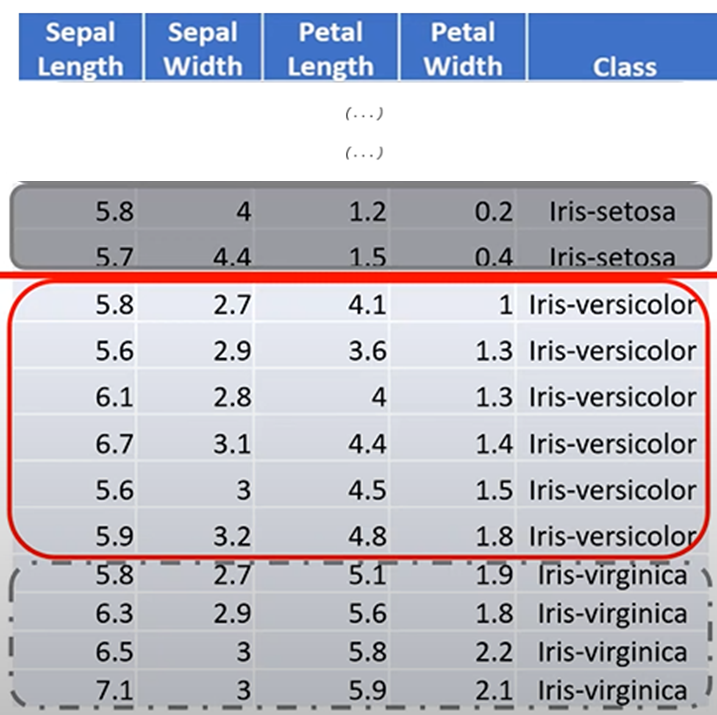 Sepal Length Sepal Width Petal Length Petal Width Class
(...)
(...)
5.8 4 1.2 0.2 Iris-setosa
5.7 4.4 1.5 0.4 Iris-setosa
5.8 2.7 4.1 1 Iris-versicolor
5.6 2.9 3.6 1.3 Iris-versicolor
6.1 2.8 4 1.3 Iris-versicolor
6.7 3.1 4.4 1.4 Iris-versicolor
5.6 3 4.5 1.5 Iris-versicolor
5.9 3.2 4.8 1.8 Iris-versicolor
5.8 2.7 5.1 1.9 Iris-virginica
6.3 2.9 5.6 1.8 Iris-virginica
6.5 3 5.8 2.2 Iris-virginica
7.1 3 5.9 2.1 Iris-virginica